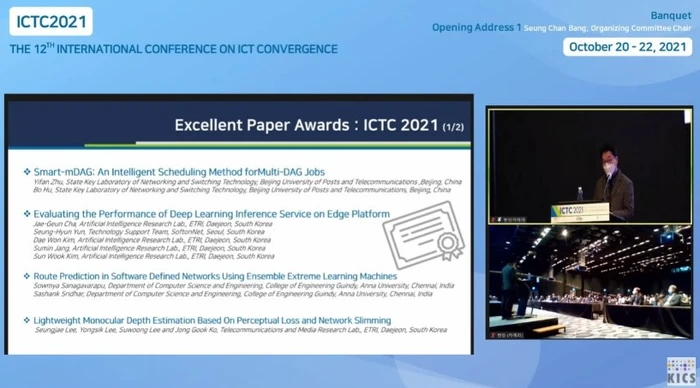 ICTC2021
THE 12TH INTERNATIONAL CONFERENCE ON ICT CONVERGENCE
Banquet
Opening Address 1 Seung Chan Bang, Organizing Committee Chair
October 20 - 22, 2021
Excellent Paper Awards : ICTC 2021 (1/2)
Smart-mDAG: An Intelligent Scheduling Method forMulti-DAG Jobs
Yifan Zhu, State Key Laboratory of Networking and Switching Technology, Beijing University of Posts and Telecommunications ,Beijing, China
Bo Hu, State Key Laboratory of Networking and Switching Technology, Beijing University of Posts and Telecommunications, Beijing, China
Evaluating the Performance of Deep Learning Inference Service on Edge Platform
Jae-Geun Cha, Artificial Intelligence Research Lab., ETRI, Daejeon, South Korea
Seung-Hyun Yun, Technology Support Team, SoftonNet, Seoul, South Korea
Dae Won Kim, Artificial Intelligence Research Lab., ETRI, Daejeon, South Korea
Sumin Jang, Artificial Intelligence Research Lab., ETRI, Daejeon, South Korea
Sun Wook Kim, Artificial Intelligence Research Lab., ETRI, Daejeon, South Korea
Route Prediction in Software Defined Networks Using Ensemble Extreme Learning Machines
Sowmya Sanagavarapu, Department of Computer Science and Engineering, College of Engineering Guindy, Anna University, Chennai, India
Sashank Sridhar, Department of Computer Science and Engineering, College of Engineering Guindy, Anna University, Chennai, India
Lightweight Monocular Depth Estimation Based On Perceptual Loss and Network Slimming
Seungjae Lee, Yongsik Lee, Suwoong Lee and Jong Gook Ko, Telecommunications and Media Research Lab., ETRI, Daejeon, South Korea
ICTC 2021
KICS